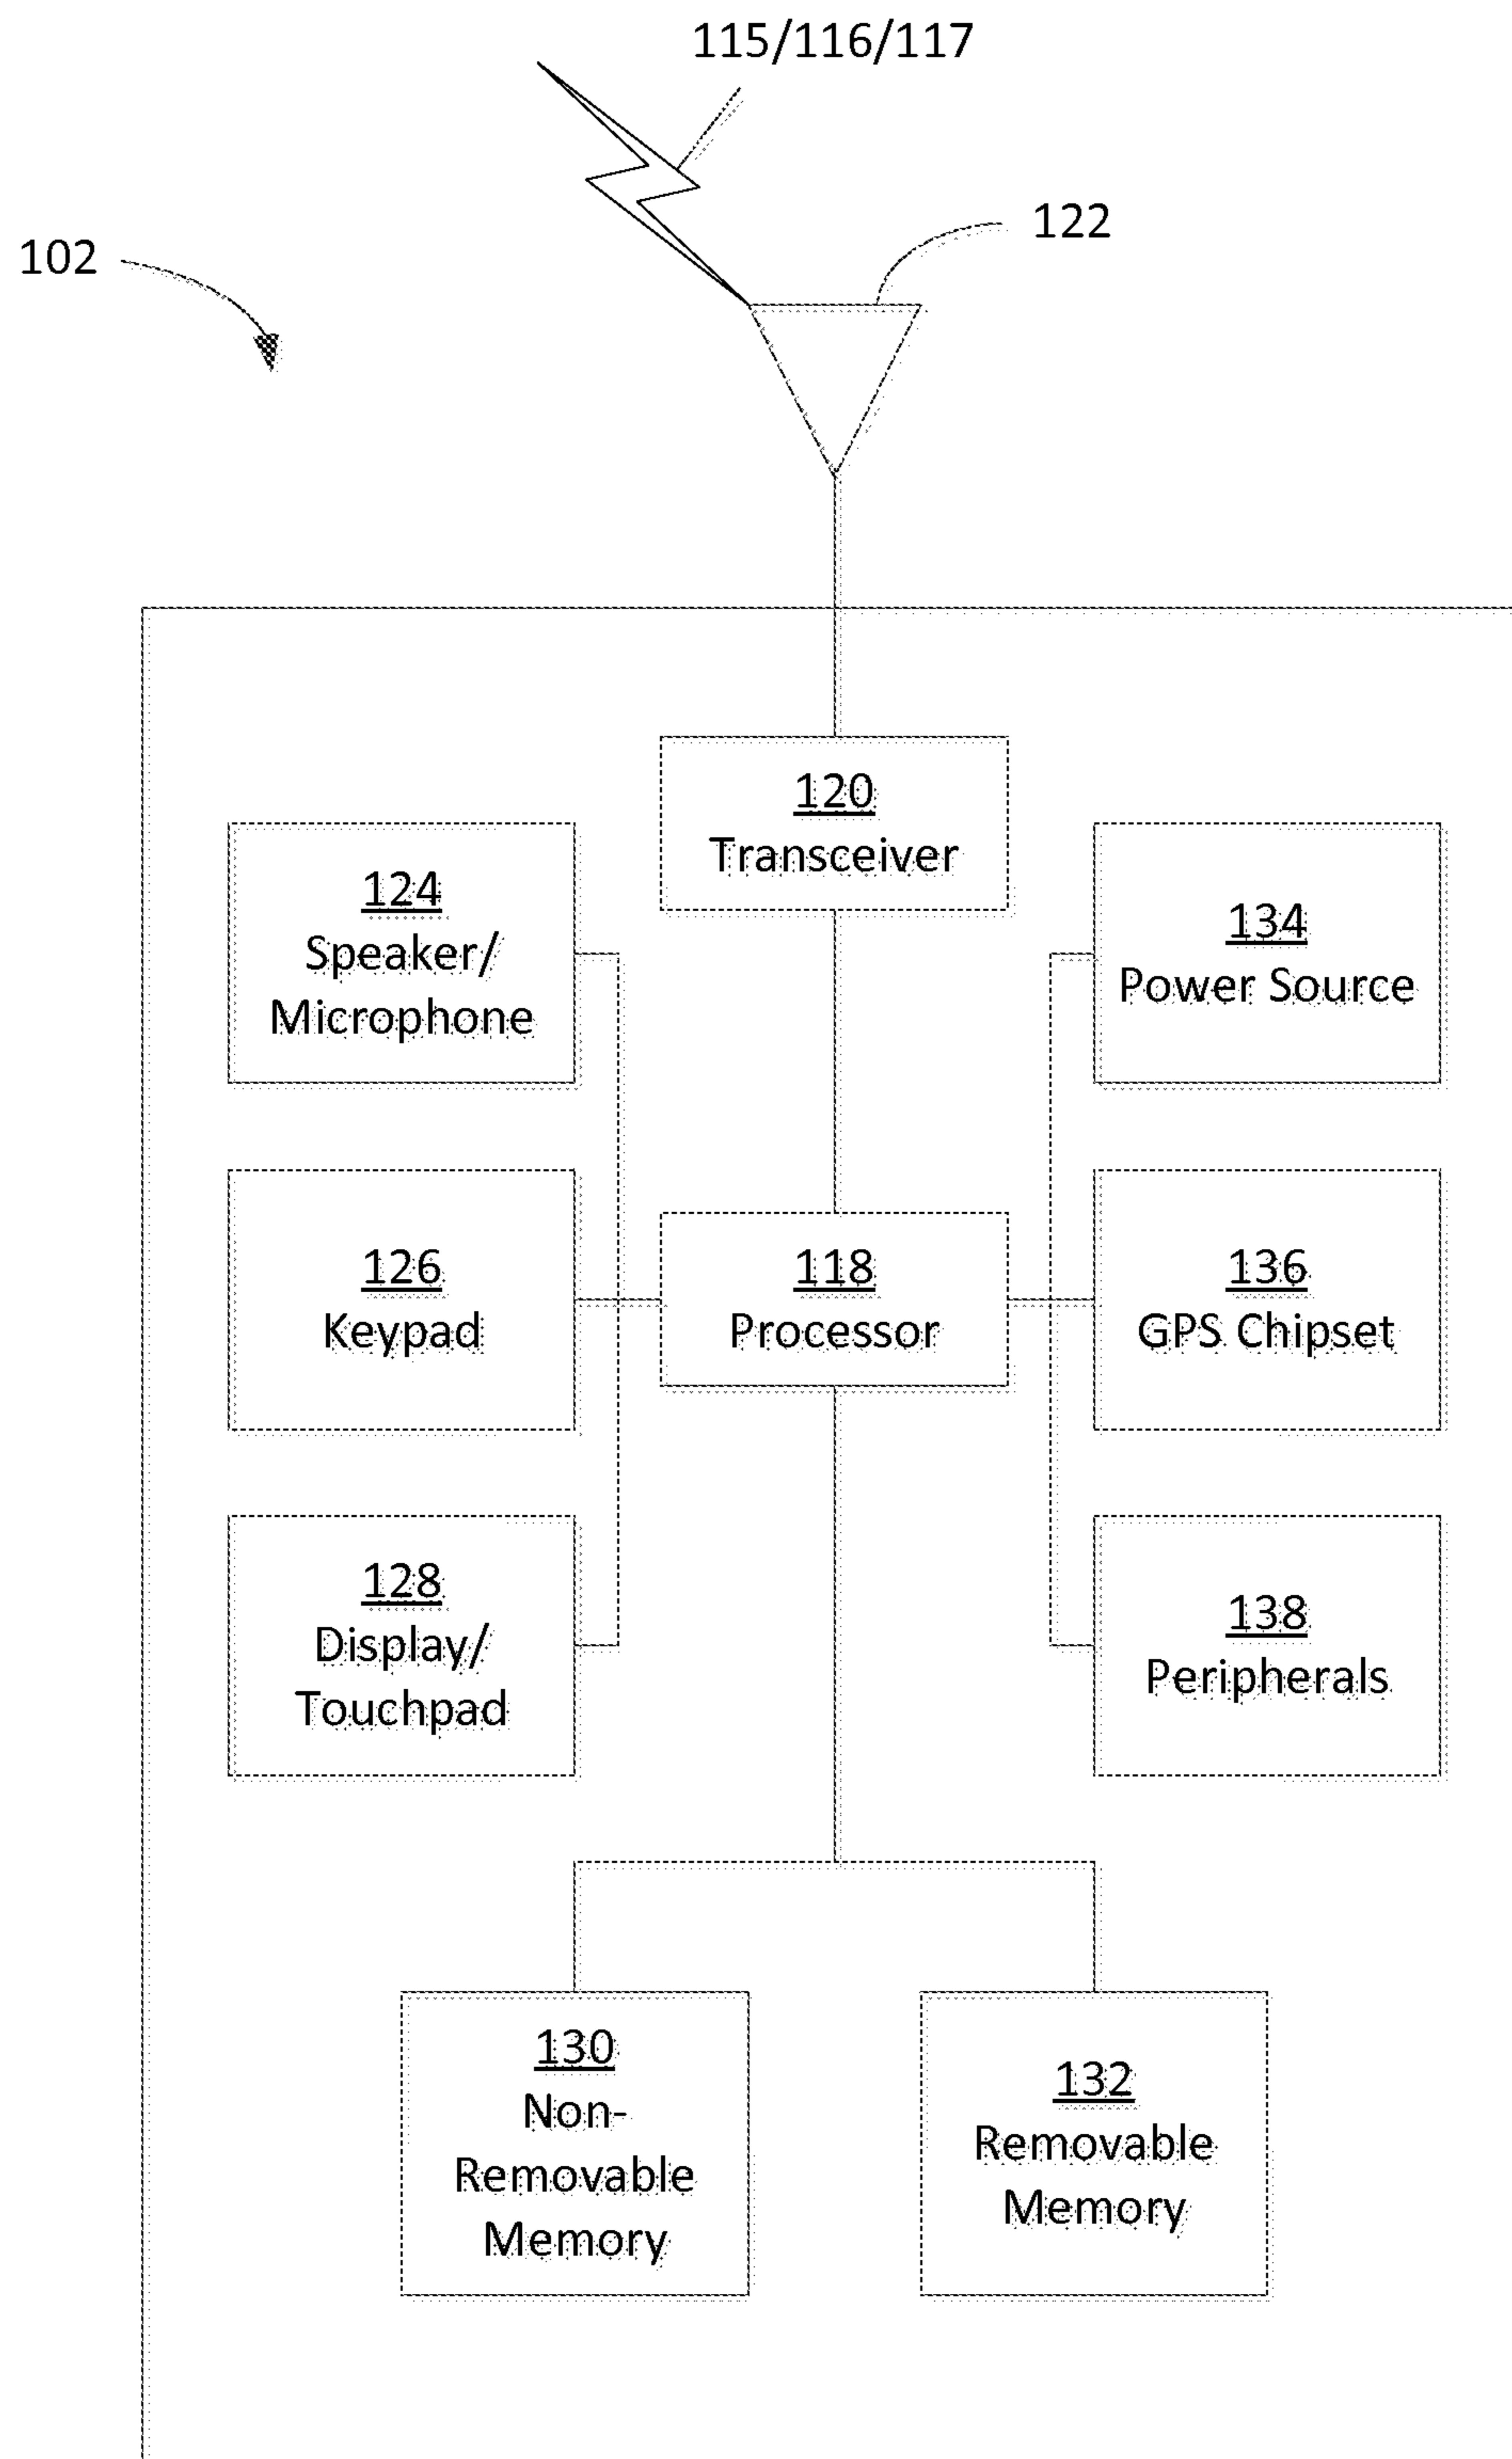 115/116/117
122
102
120
Transceiver
124
Speaker/
Microphone
134
Power Source
126
Keypad
118
Processor
136
GPS Chipset
128
Display/
Touchpad
138
Peripherals
130
Non-
Removable
Memory
132
Removable
Memory